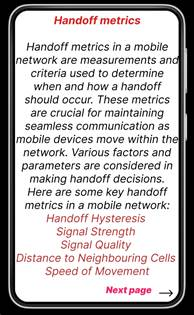 Handoff metrics
Handoff metrics in a mobile
network are measurements and
criteria used to determine
when and how a handoff
should occur. These metrics
are crucial for maintaining
seamless communication as
mobile devices move within the
network. Various factors and
parameters are considered in
making handoff decisions.
Here are some key handoff
metrics in a mobile network:
Handoff Hysteresis
Signal Strength
Signal Quality
Distance to Neighbouring Cells
Speed of Movement
Next page →